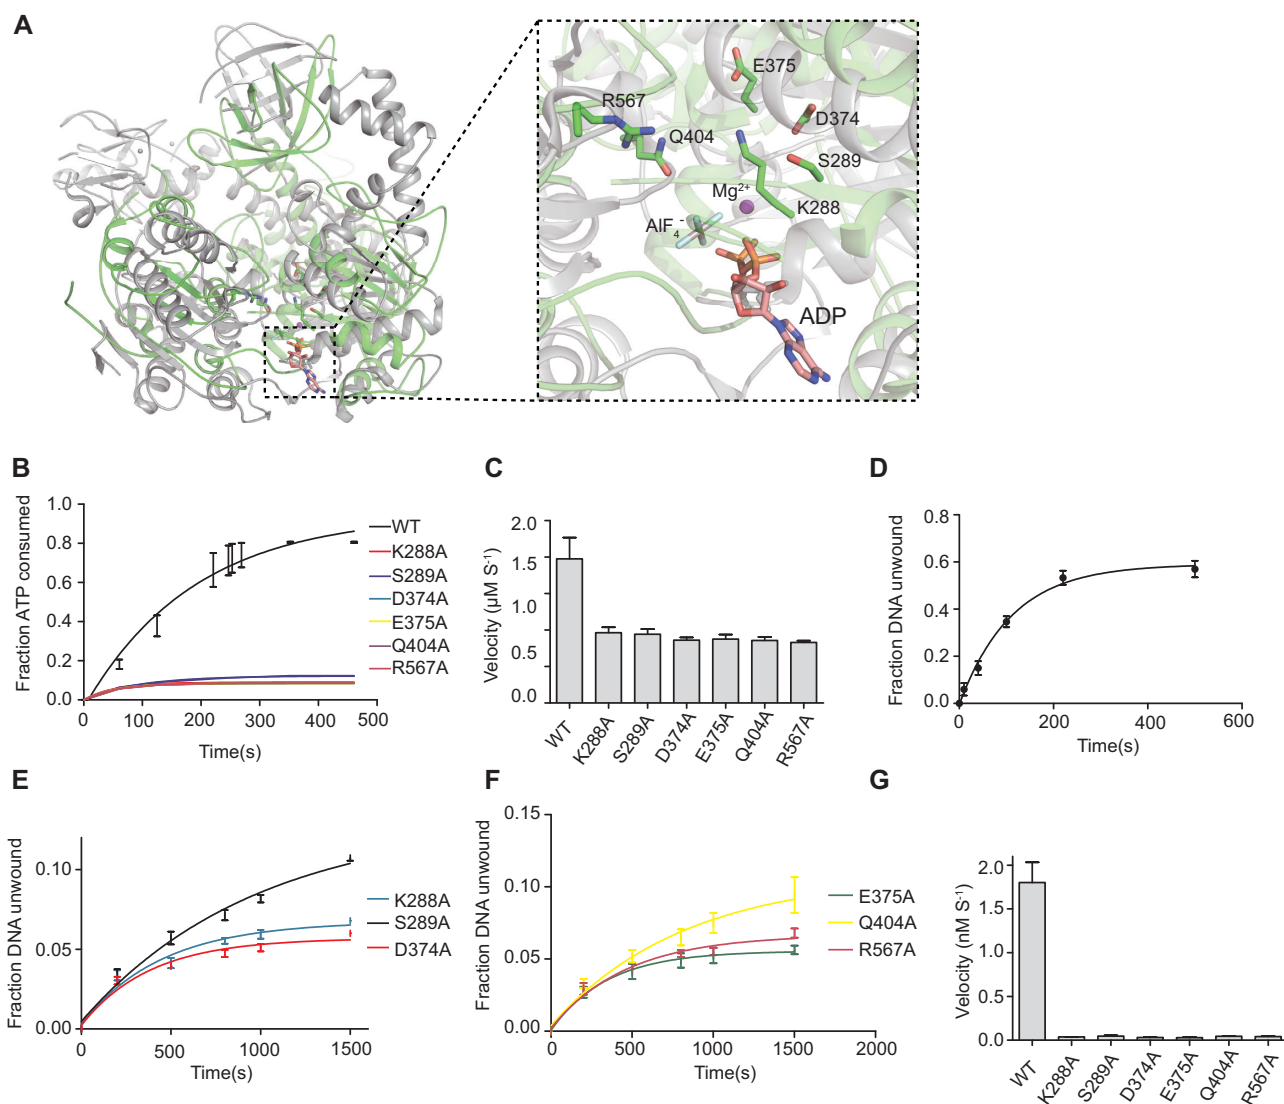 A
E375
R567
D374
Q404
S289
Mg2+
K288
AlF4-
ADP
B
Fraction ATP consumed
1.0
0.8
0.6
0.4
0.2
0.0
0 100 200 300 400 500
Time(s)
WT
K288A
S289A
D374A
E375A
Q404A
R567A
C
Velocity (µM S-1)
2.0
1.5
1.0
0.5
0.0
WT K288A S289A D374A E375A Q404A R567A
D
Fraction DNA unwound
0.8
0.6
0.4
0.2
0.0
0 200 400 600
Time(s)
E
Fraction DNA unwound
0.10
0.05
0.00
0 500 1000 1500
Time(s)
K288A
S289A
D374A
F
Fraction DNA unwound
0.15
0.10
0.05
0.00
0 500 1000 1500 2000
Time(s)
E375A
Q404A
R567A
G
Velocity (nM S-1)
2.0
1.5
1.0
0.5
0.0
WT K288A S289A D374A E375A Q404A R567A